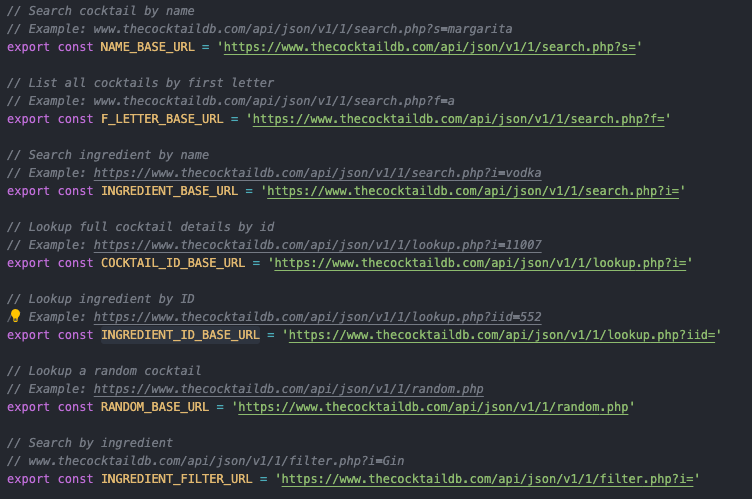 // Search cocktail by name
// Example: www.thecocktaildb.com/api/json/v1/1/search.php?s=margarita
export const NAME_BASE_URL = 'https://www.thecocktaildb.com/api/json/v1/1/search.php?s='
// List all cocktails by first letter
// Example: www.thecocktaildb.com/api/json/v1/1/search.php?f=a
export const F_LETTER_BASE_URL = 'https://www.thecocktaildb.com/api/json/v1/1/search.php?f='
// Search ingredient by name
// Example: https://www.thecocktaildb.com/api/json/v1/1/search.php?i=vodka
export const INGREDIENT_BASE_URL = 'https://www.thecocktaildb.com/api/json/v1/1/search.php?i='
// Lookup full cocktail details by id
// Example: https://www.thecocktaildb.com/api/json/v1/1/lookup.php?i=11007
export const COCKTAIL_ID_BASE_URL = 'https://www.thecocktaildb.com/api/json/v1/1/lookup.php?i='
// Lookup ingredient by ID
// Example: https://www.thecocktaildb.com/api/json/v1/1/lookup.php?iid=552
export const INGREDIENT_ID_BASE_URL = 'https://www.thecocktaildb.com/api/json/v1/1/lookup.php?iid='
// Lookup a random cocktail
// Example: https://www.thecocktaildb.com/api/json/v1/1/random.php
export const RANDOM_BASE_URL = 'https://www.thecocktaildb.com/api/json/v1/1/random.php'
// Search by ingredient
// www.thecocktaildb.com/api/json/v1/1/filter.php?i=Gin
export const INGREDIENT_FILTER_URL = 'https://www.thecocktaildb.com/api/json/v1/1/filter.php?i='